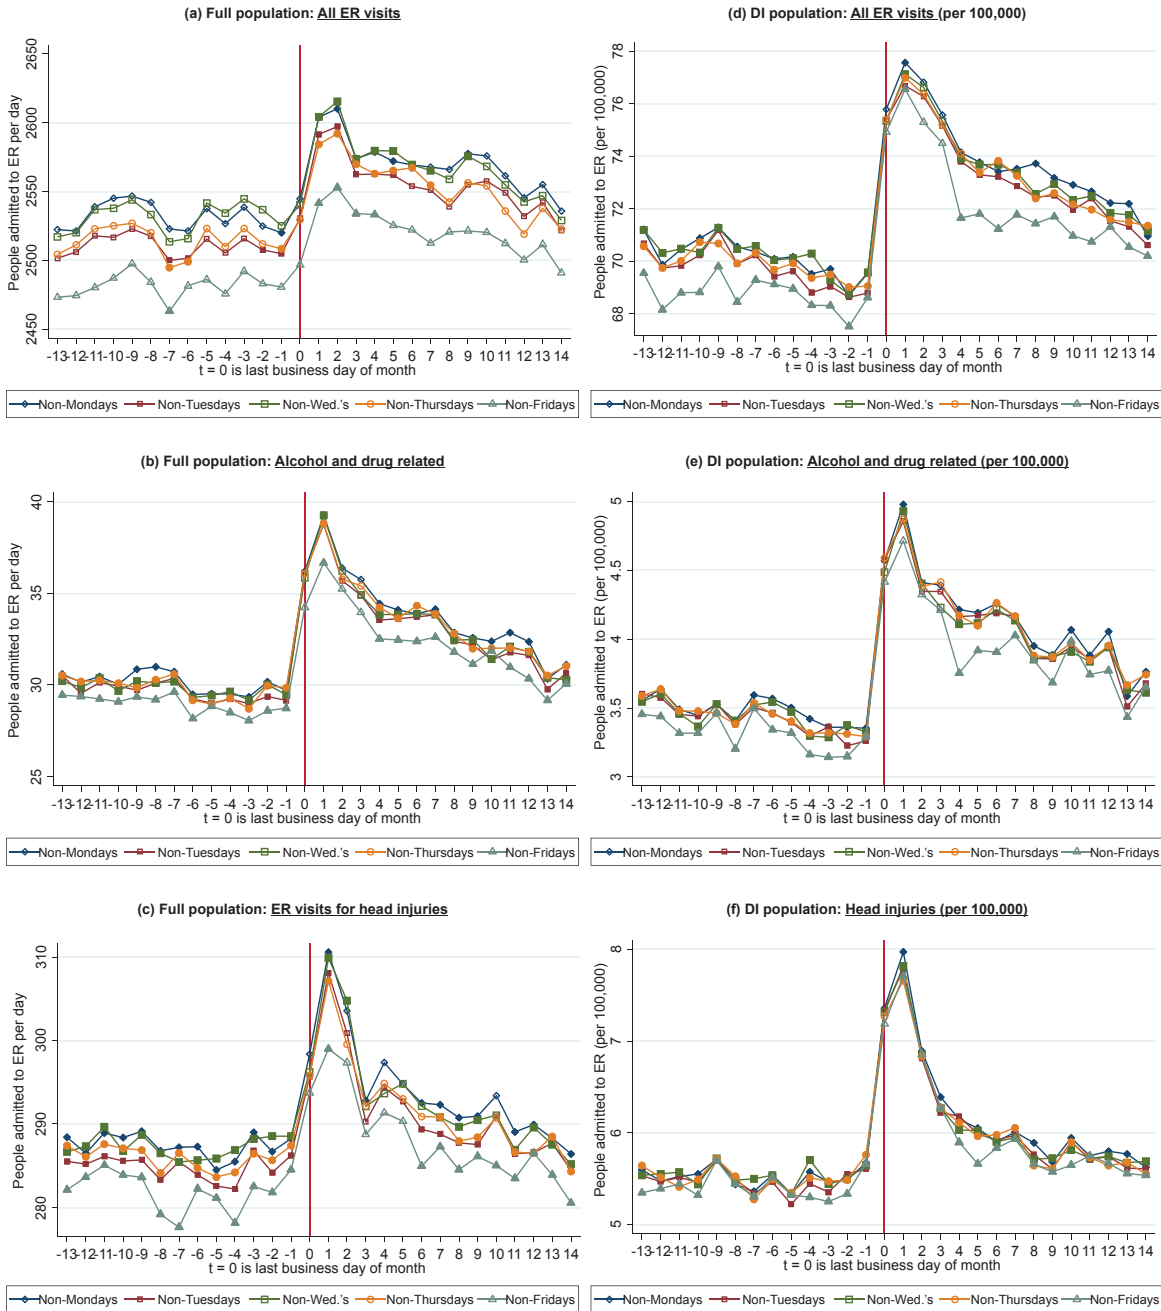 (a) Full population: All ER visits
People admitted to ER per day
2650
2600
2550
2500
2450
-13 -12 -11 -10 -9 -8 -7 -6 -5 -4 -3 -2 -1 0 1 2 3 4 5 6 7 8 9 10 11 12 13 14
t = 0 is last business day of month
Non-Mondays Non-Tuesdays Non-Wed.'s Non-Thursdays Non-Fridays
(d) DI population: All ER visits (per 100,000)
People admitted to ER (per 100,000)
78
76
74
72
70
68
-13 -12 -11 -10 -9 -8 -7 -6 -5 -4 -3 -2 -1 0 1 2 3 4 5 6 7 8 9 10 11 12 13 14
t = 0 is last business day of month
Non-Mondays Non-Tuesdays Non-Wed.'s Non-Thursdays Non-Fridays
(b) Full population: Alcohol and drug related
People admitted to ER per day
40
35
30
25
-13 -12 -11 -10 -9 -8 -7 -6 -5 -4 -3 -2 -1 0 1 2 3 4 5 6 7 8 9 10 11 12 13 14
t = 0 is last business day of month
Non-Mondays Non-Tuesdays Non-Wed.'s Non-Thursdays Non-Fridays
(e) DI population: Alcohol and drug related (per 100,000)
People admitted to ER (per 100,000)
5
4.5
4
3.5
3
-13 -12 -11 -10 -9 -8 -7 -6 -5 -4 -3 -2 -1 0 1 2 3 4 5 6 7 8 9 10 11 12 13 14
t = 0 is last business day of month
Non-Mondays Non-Tuesdays Non-Wed.'s Non-Thursdays Non-Fridays
(c) Full population: ER visits for head injuries
People admitted to ER per day
310
300
290
280
-13 -12 -11 -10 -9 -8 -7 -6 -5 -4 -3 -2 -1 0 1 2 3 4 5 6 7 8 9 10 11 12 13 14
t = 0 is last business day of month
Non-Mondays Non-Tuesdays Non-Wed.'s Non-Thursdays Non-Fridays
(f) DI population: Head injuries (per 100,000)
People admitted to ER (per 100,000)
8
7
6
5
-13 -12 -11 -10 -9 -8 -7 -6 -5 -4 -3 -2 -1 0 1 2 3 4 5 6 7 8 9 10 11 12 13 14
t = 0 is last business day of month
Non-Mondays Non-Tuesdays Non-Wed.'s Non-Thursdays Non-Fridays